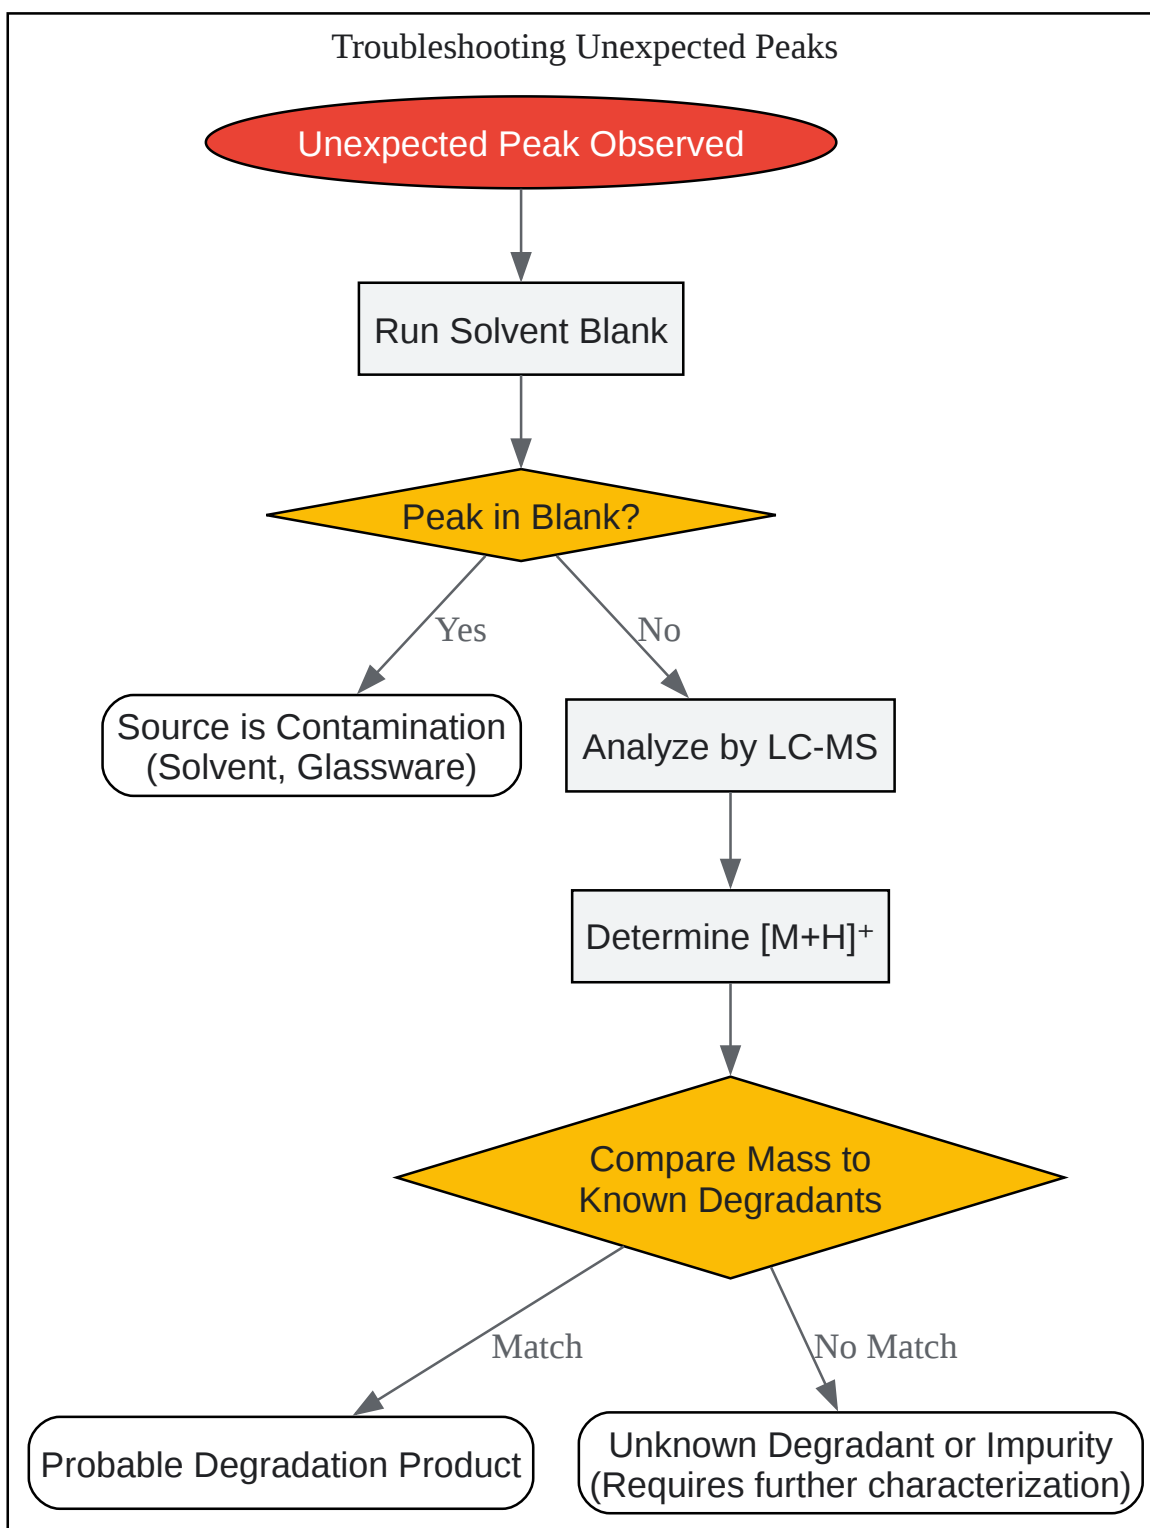 Troubleshooting Unexpected Peaks
Unexpected Peak Observed
Run Solvent Blank
Peak in Blank?
Yes
No
Source is Contamination
(Solvent, Glassware)
Analyze by LC-MS
Determine [M+H]⁺
Compare Mass to
Known Degradants
Match
No Match
Probable Degradation Product
Unknown Degradant or Impurity
(Requires further characterization)